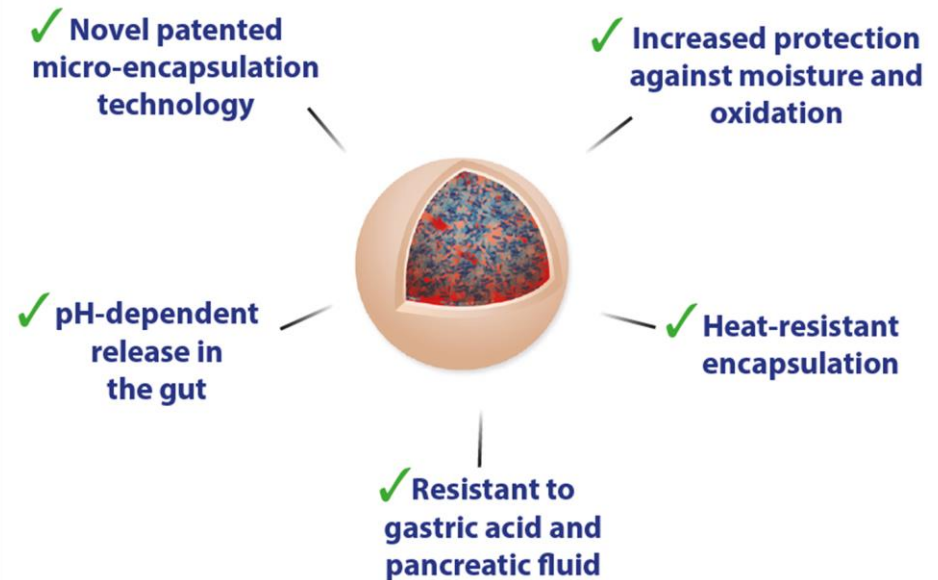 Novel patented
micro-encapsulation
technology
Increased protection
against moisture and
oxidation
pH-dependent
release in
the gut
Heat-resistant
encapsulation
Resistant to
gastric acid and
pancreatic fluid